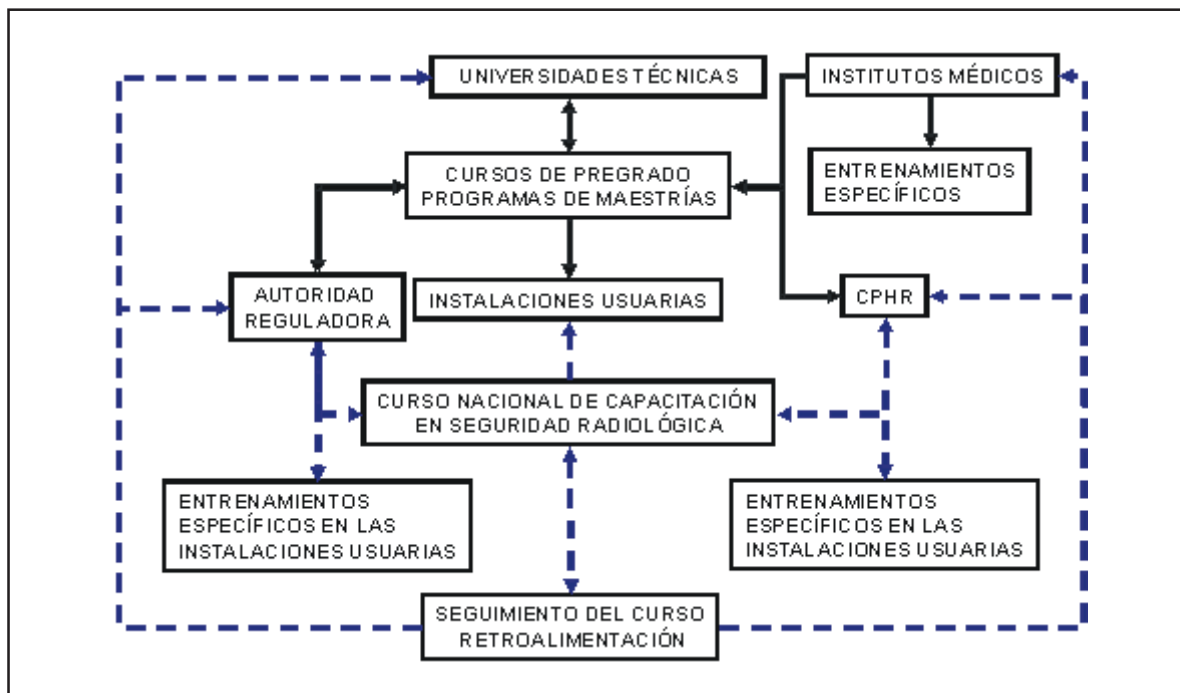 UNIVERSIDADES TÉCNICAS
INSTITUTOS MÉDICOS
CURSOS DE PREGRADO
PROGRAMAS DE MAESTRÍAS
ENTRENAMIENTOS
ESPECÍFICOS
AUTORIDAD
REGULADORA
INSTALACIONES USUARIAS
CPHR
CURSO NACIONAL DE CAPACITACIÓN
EN SEGURIDAD RADIOLÓGICA
ENTRENAMIENTOS
ESPECÍFICOS EN LAS
INSTALACIONES USUARIAS
ENTRENAMIENTOS
ESPECÍFICOS EN LAS
INSTALACIONES USUARIAS
SEGUIMIENTO DEL CURSO
RETROALIMENTACIÓN